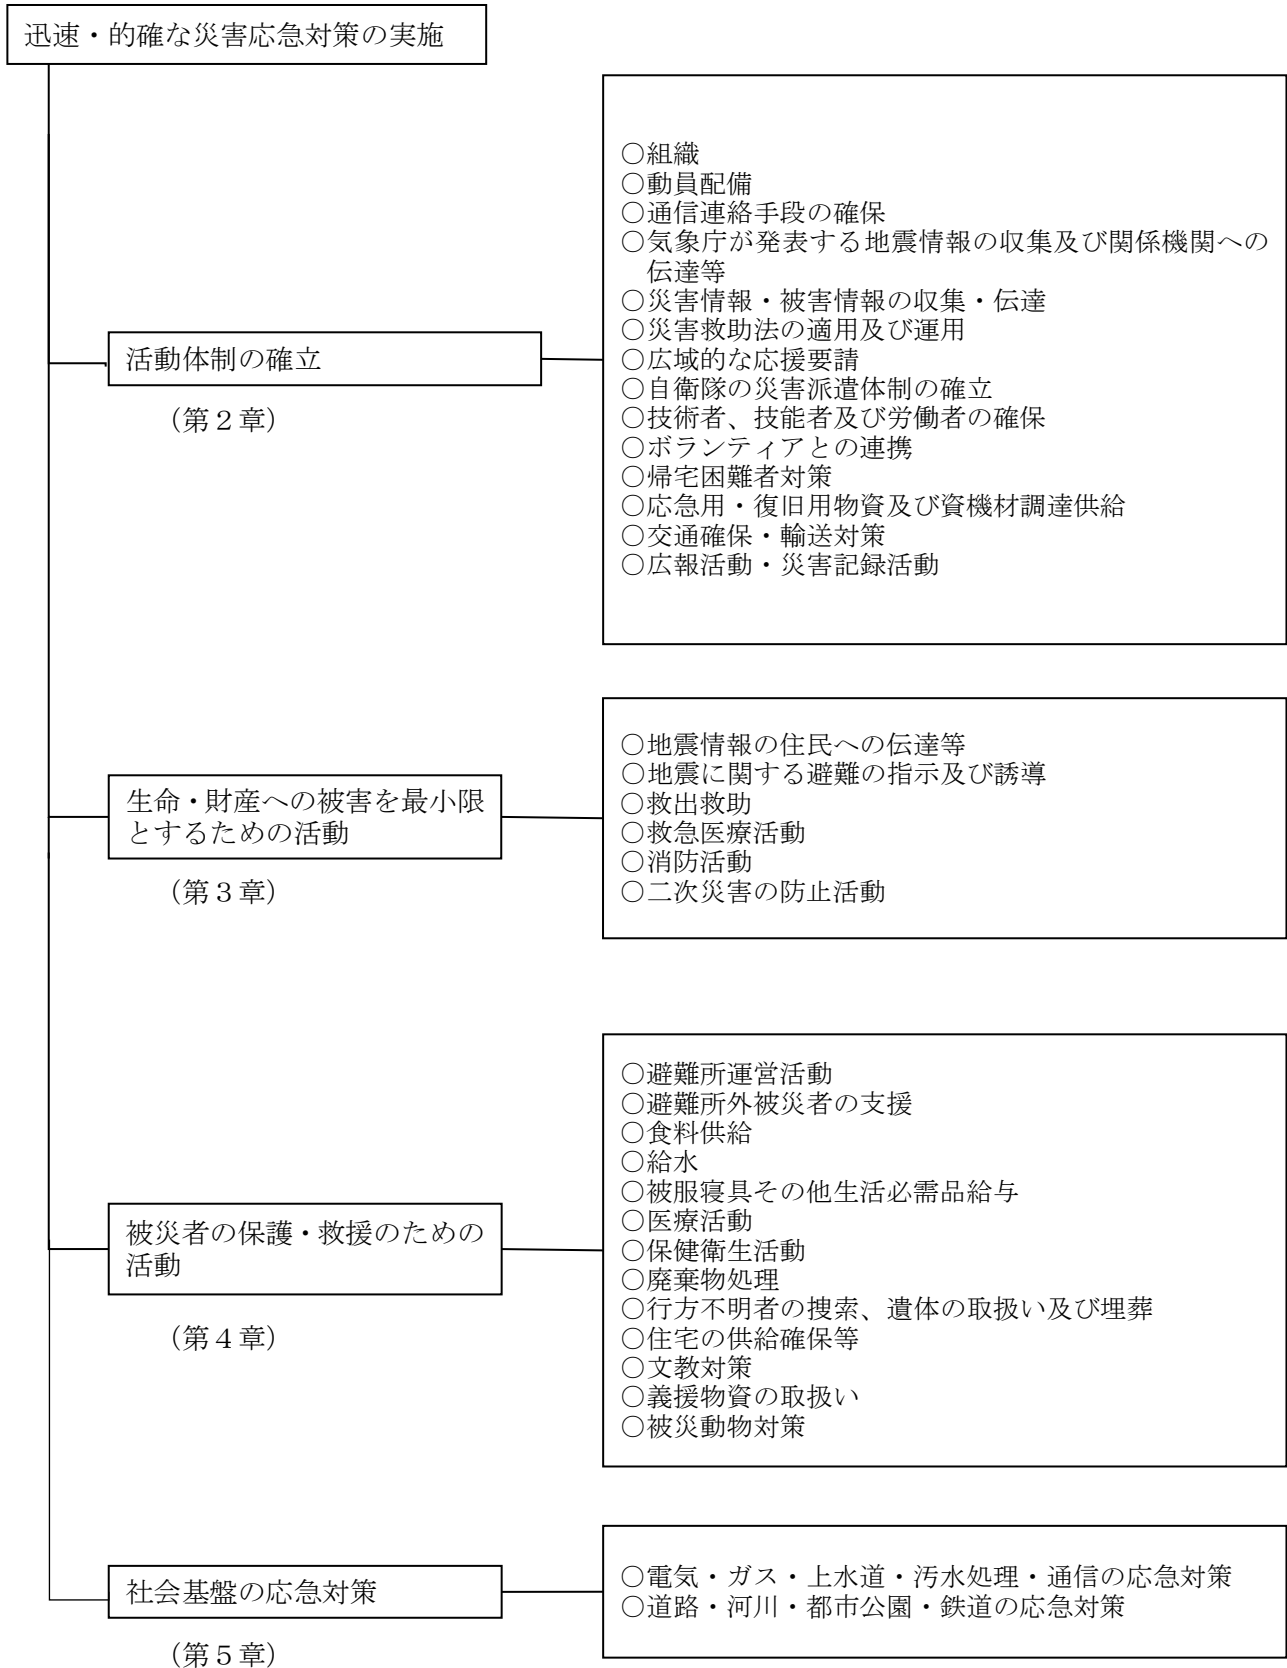 迅速・的確な災害応急対策の実施
活動体制の確立
（第２章）
○組織
○動員配備
○通信連絡手段の確保
○気象庁が発表する地震情報の収集及び関係機関への
伝達等
○災害情報・被害情報の収集・伝達
○災害救助法の適用及び運用
○広域的な応援要請
○自衛隊の災害派遣体制の確立
○技術者、技能者及び労働者の確保
○ボランティアとの連携
○帰宅困難者対策
○応急用・復旧用物資及び資機材調達供給
○交通確保・輸送対策
○広報活動・災害記録活動
生命・財産への被害を最小限
とするための活動
（第３章）
○地震情報の住民への伝達等
○地震に関する避難の指示及び誘導
○救出救助
○救急医療活動
○消防活動
○二次災害の防止活動
被災者の保護・救援のための
活動
（第４章）
○避難所運営活動
○避難所外被災者の支援
○食料供給
○給水
○被服寝具その他生活必需品給与
○医療活動
○保健衛生活動
○廃棄物処理
○行方不明者の捜索、遺体の取扱い及び埋葬
○住宅の供給確保等
○文教対策
○義援物資の取扱い
○被災動物対策
社会基盤の応急対策
（第５章）
○電気・ガス・上水道・汚水処理・通信の応急対策
○道路・河川・都市公園・鉄道の応急対策